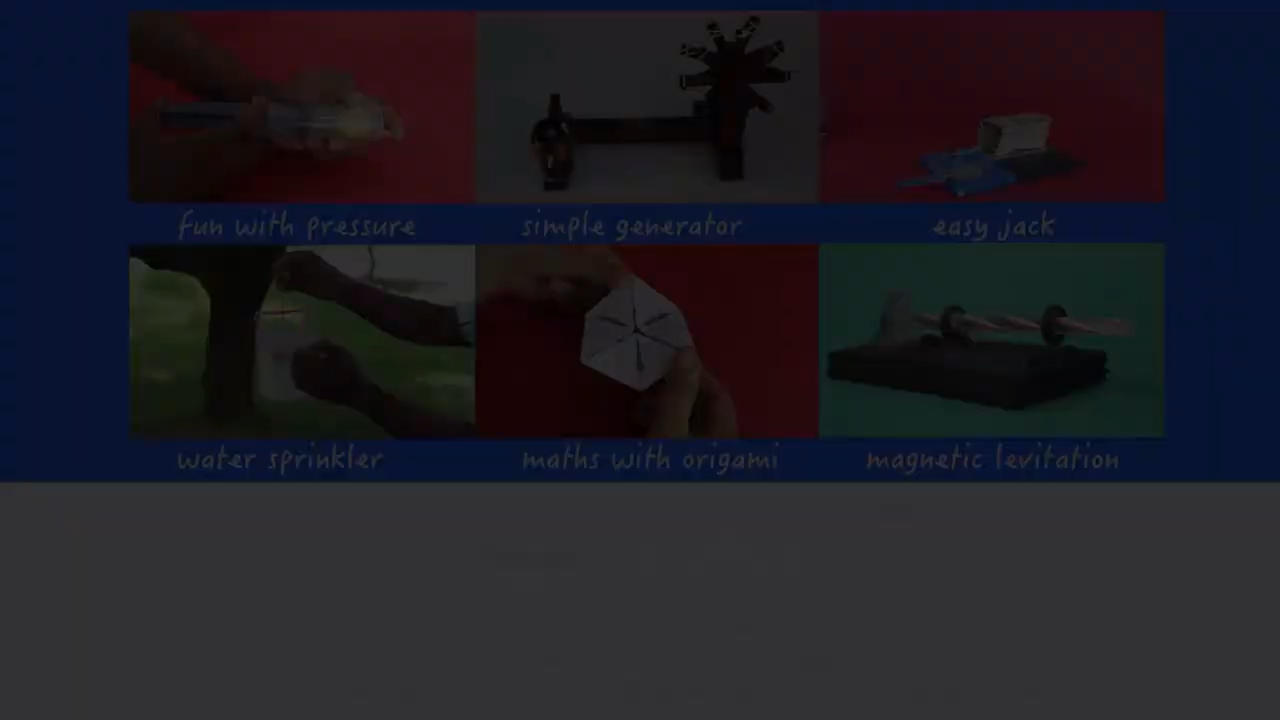 fun with pressure
simple generator
easy jack
water sprinkler
maths with origami
magnetic levitation